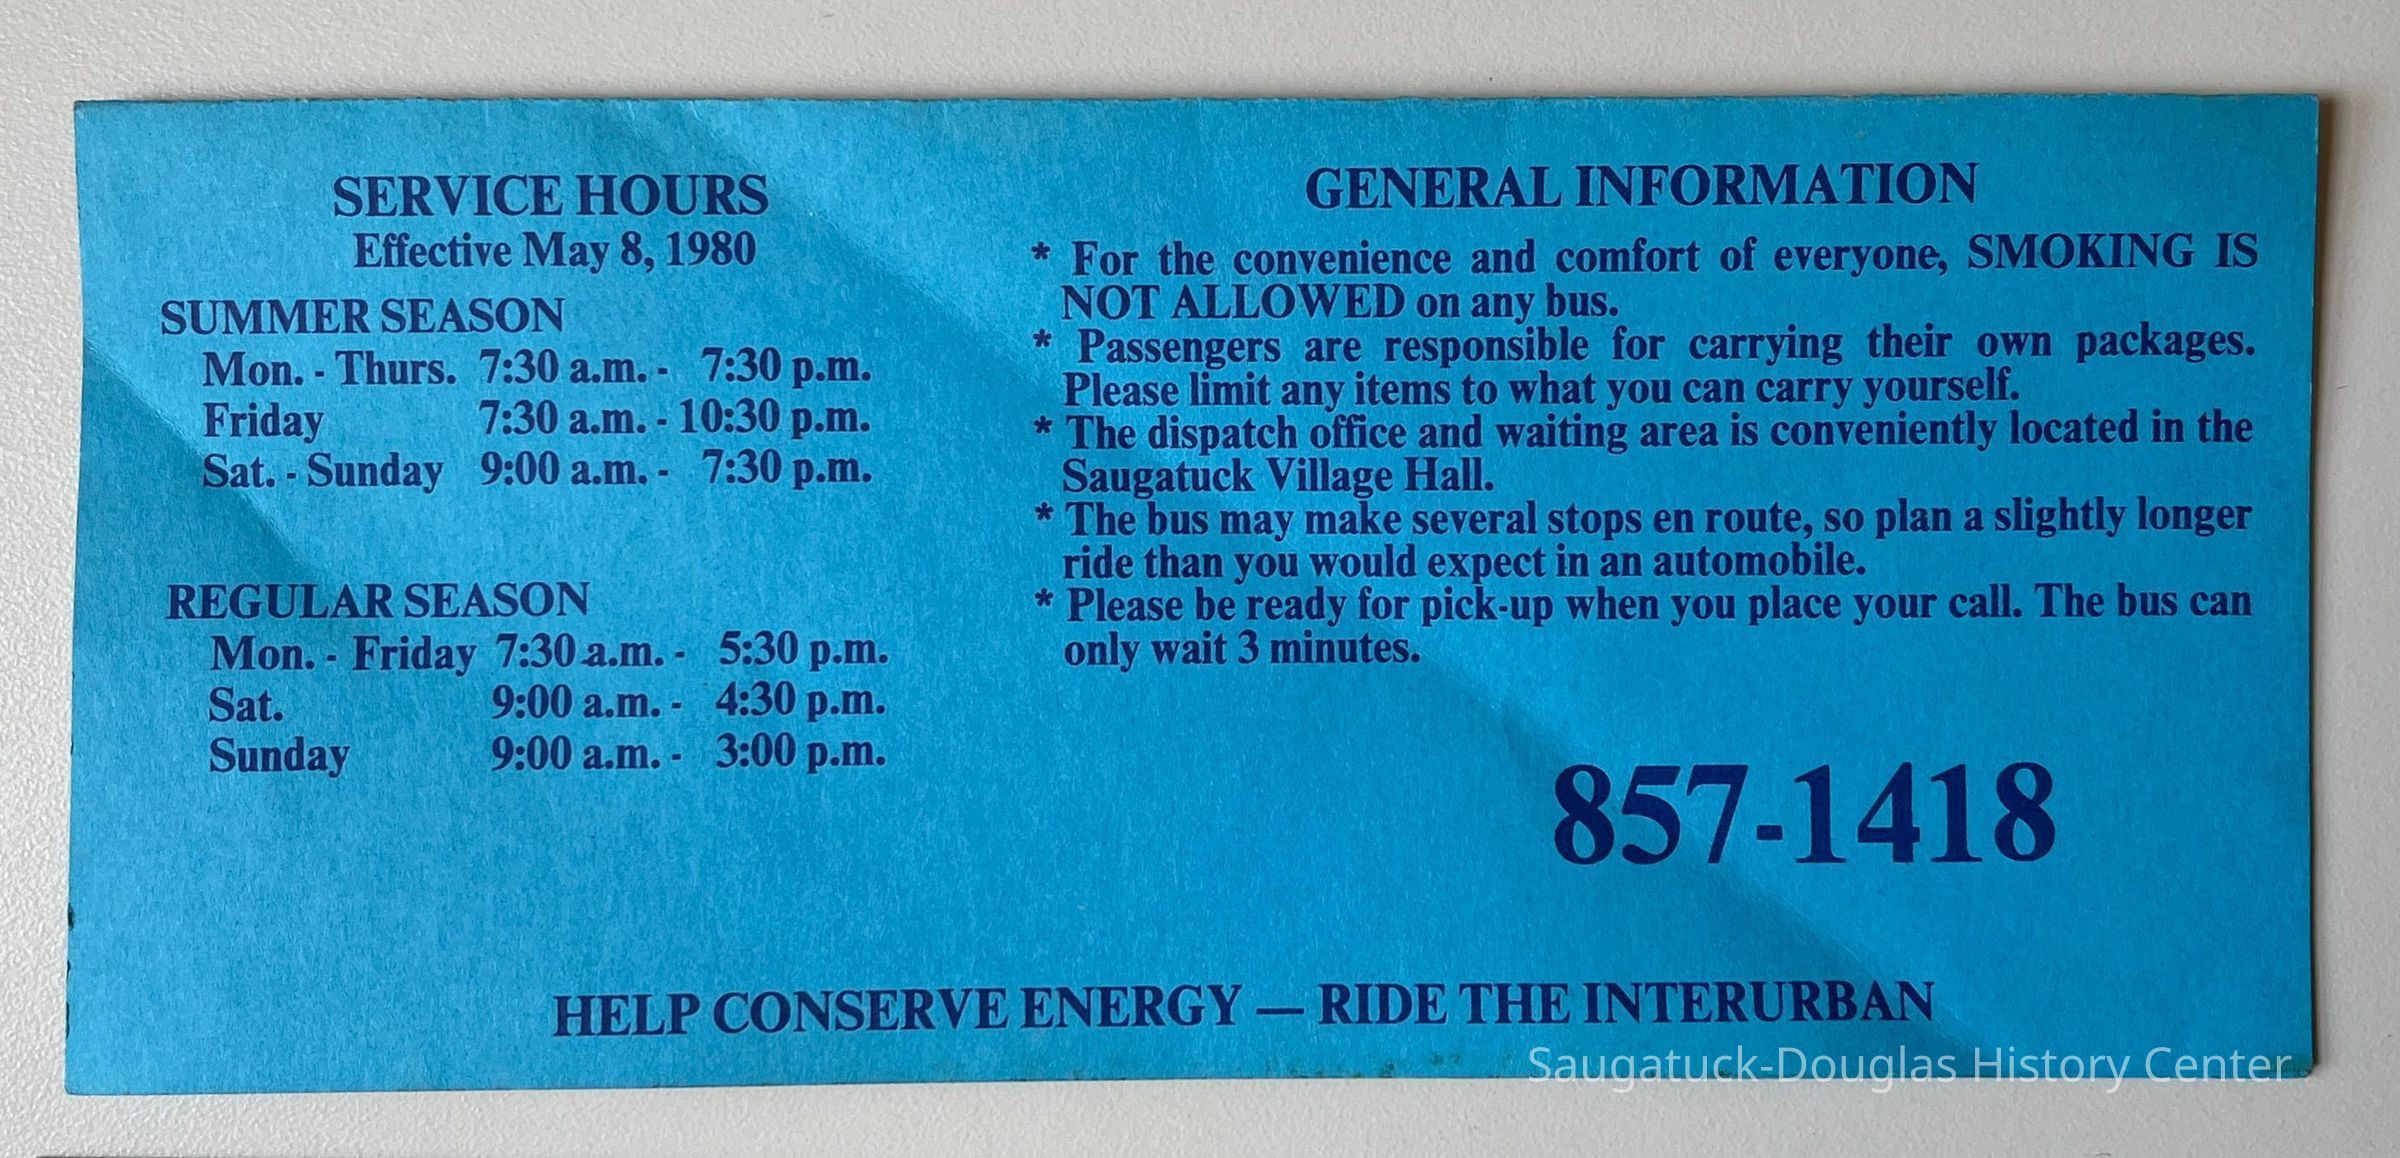 SERVICE HOURS
Effective May 8, 1980
SUMMER SEASON
Mon. - Thurs. 7:30 a.m. - 7:30 p.m.
Friday 7:30 a.m. - 10:30 p.m.
Sat. - Sunday 9:00 a.m. - 7:30 p.m.
REGULAR SEASON
Mon. - Friday 7:30 a.m. - 5:30 p.m.
Sat. 9:00 a.m. - 4:30 p.m.
Sunday 9:00 a.m. - 3:00 p.m.
GENERAL INFORMATION
* For the convenience and comfort of everyone, SMOKING IS
NOT ALLOWED on any bus.
* Passengers are responsible for carrying their own packages.
Please limit any items to what you can carry yourself.
* The dispatch office and waiting area is conveniently located in the
Saugatuck Village Hall.
* The bus may make several stops en route, so plan a slightly longer
ride than you would expect in an automobile.
* Please be ready for pick-up when you place your call. The bus can
only wait 3 minutes.
857-1418
HELP CONSERVE ENERGY — RIDE THE INTERURBAN
Saugatuck-Douglas History Center